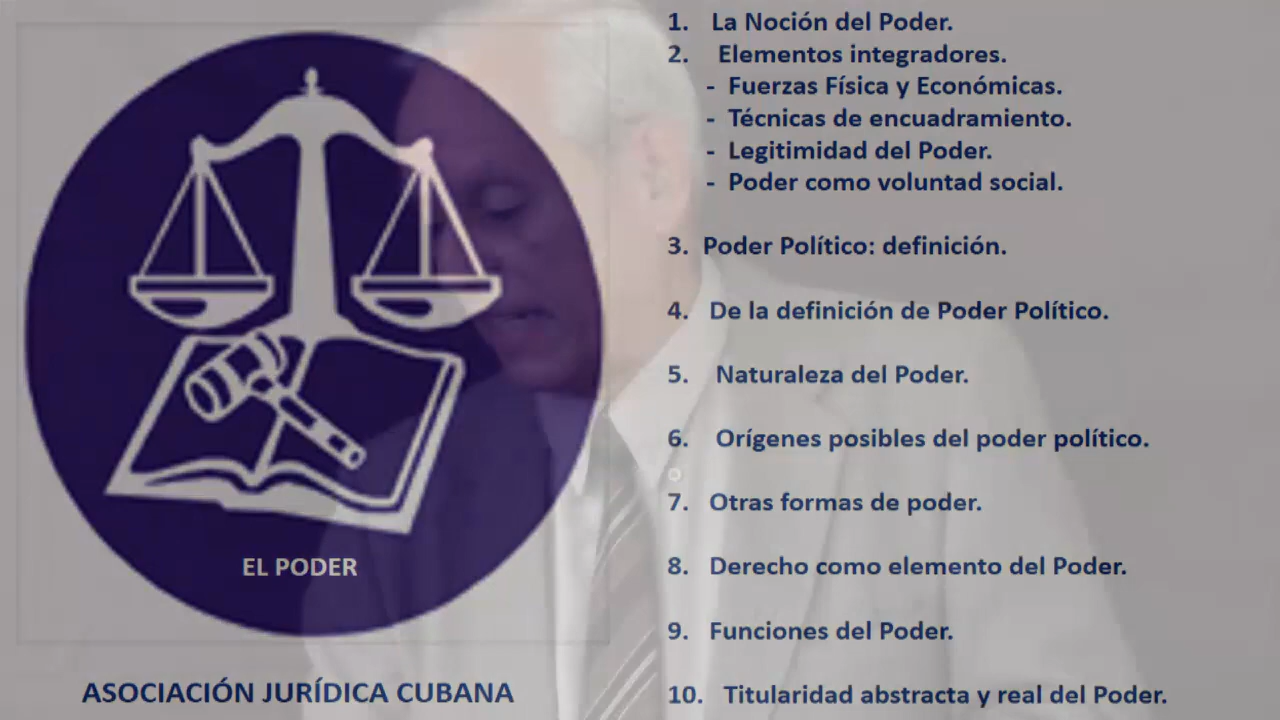 EL PODER
ASOCIACIÓN JURÍDICA CUBANA
1. La Noción del Poder.
2. Elementos integradores.
- Fuerzas Física y Económicas.
- Técnicas de encuadramiento.
- Legitimidad del Poder.
- Poder como voluntad social.
3. Poder Político: definición.
4. De la definición de Poder Político.
5. Naturaleza del Poder.
6. Orígenes posibles del poder político.
7. Otras formas de poder.
8. Derecho como elemento del Poder.
9. Funciones del Poder.
10. Titularidad abstracta y real del Poder.